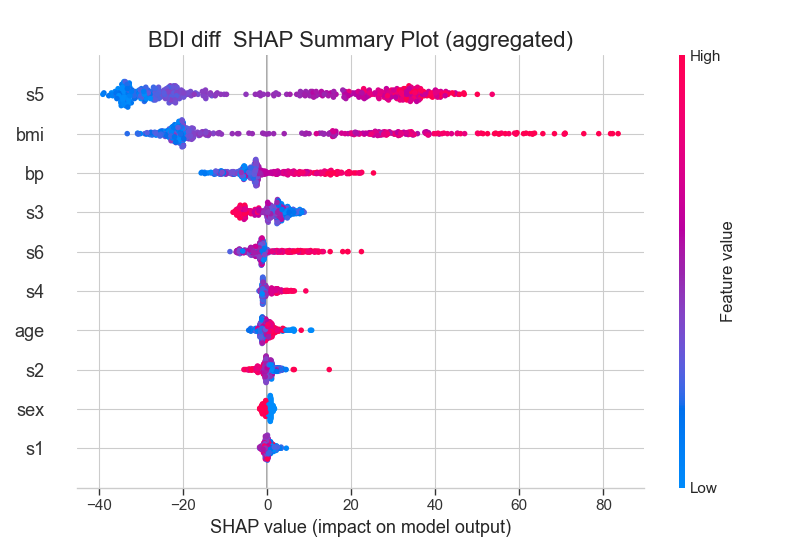 BDI diff  SHAP Summary Plot (aggregated)
High
s5
bmi
bp
s3
s6
s4
age
s2
sex
s1
Feature value
Low
−40
−20
0
20
40
60
80
SHAP value (impact on model output)